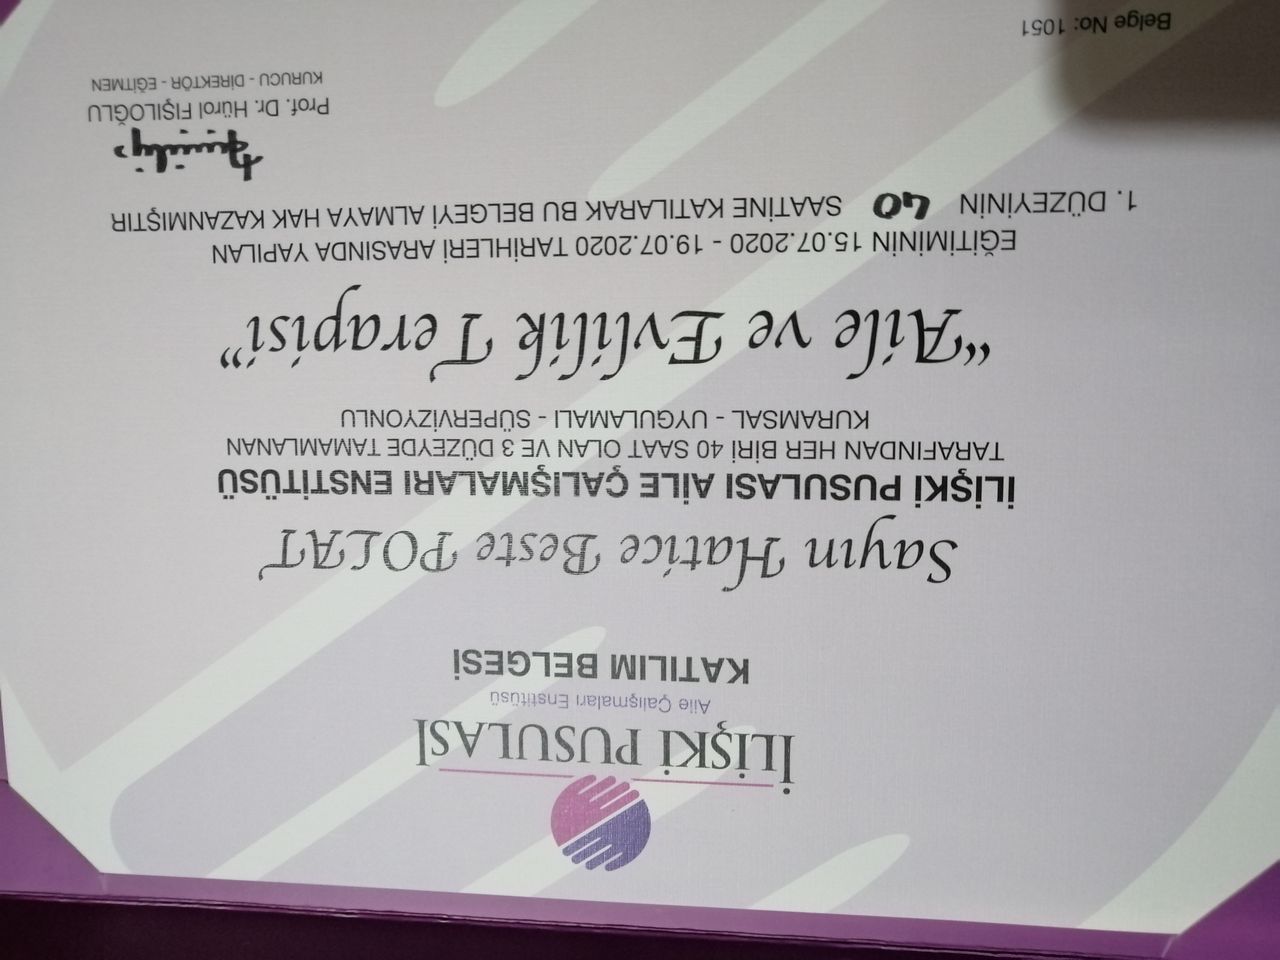 İLİŞKİ PUSULASI
Aile Çalışmaları Enstitüsü
KATILIM BELGESİ
Sayın Hatice Beste POLAT
İLİŞKİ PUSULASI AİLE ÇALIŞMALARI ENSTİTÜSÜ
TARAFINDAN HER BİRİ 40 SAAT OLAN VE 3 DÜZEYDE TAMAMLANAN
KURAMSAL - UYGULAMALI - SÜPERVİZYONLU
"Aile ve Evlilik Terapisi"
EĞİTİMİNİN 15.07.2020 - 19.07.2020 TARİHLERİ ARASINDA YAPILAN
1. DÜZEYİNİN 40 SAATİNE KATILARAK BU BELGEYİ ALMAYA HAK KAZANMIŞTIR
Prof. Dr. Hürol FIŞILOĞLU
KURUCU - DİREKTÖR - EĞİTMEN
Belge No: 1051